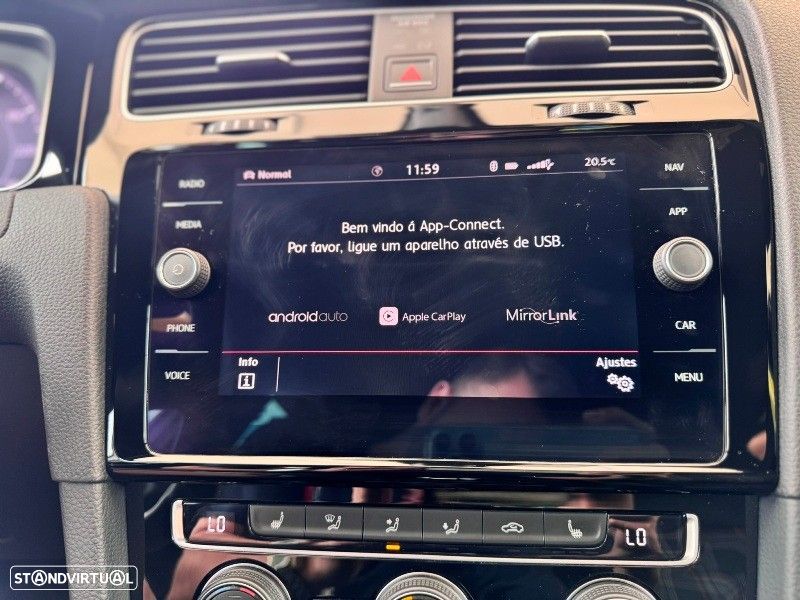 Normal 11:59 20.5°C
Bem vindo á App-Connect.
Por favor, ligue um aparelho através de USB.
androidauto Apple CarPlay MirrorLink
Info Ajustes
RADIO
MEDIA
PHONE
VOICE
NAV
APP
CAR
MENU
LO LO
STANDVIRTUAL